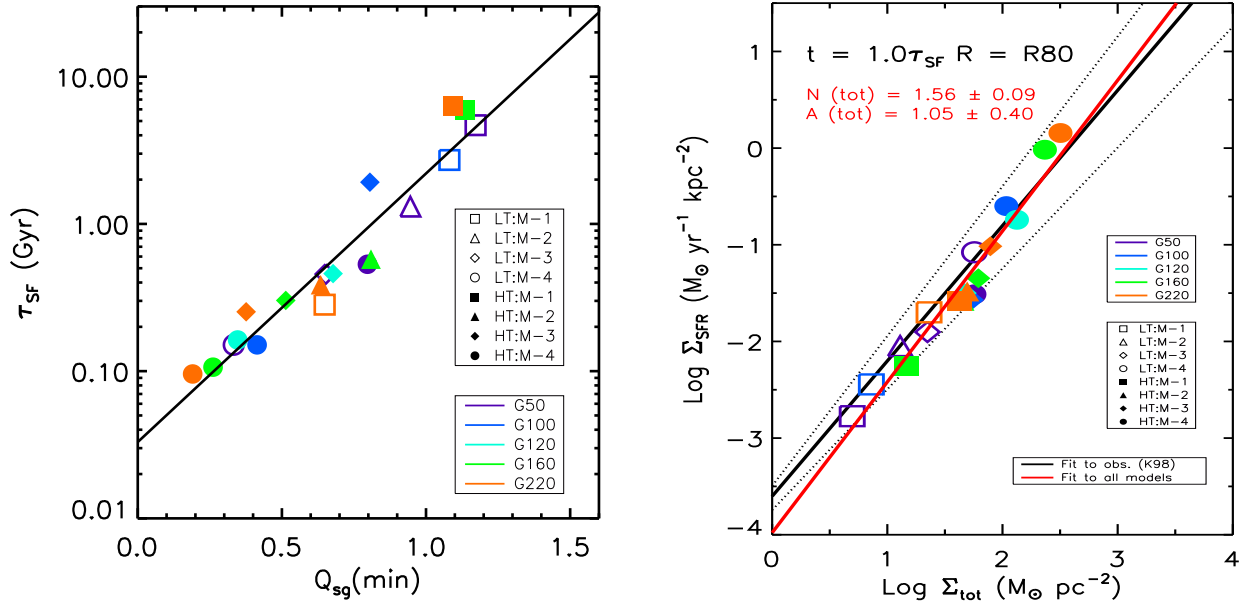 10.00
1.00
0.10
0.01
τSF (Gyr)
0.0
0.5
1.0
1.5
Qsg(min)
LT:M−1
LT:M−2
LT:M−3
LT:M−4
HT:M−1
HT:M−2
HT:M−3
HT:M−4
G50
G100
G120
G160
G220
t = 1.0τSF R = R80
N (tot) = 1.56 ± 0.09
A (tot) = 1.05 ± 0.40
1
0
−1
−2
−3
−4
Log ΣSFR (M⊙ yr−1 kpc−2)
G50
G100
G120
G160
G220
LT:M−1
LT:M−2
LT:M−3
LT:M−4
HT:M−1
HT:M−2
HT:M−3
HT:M−4
Fit to obs. (K98)
Fit to all models
0
1
2
3
4
Log Σtot (M⊙ pc−2)